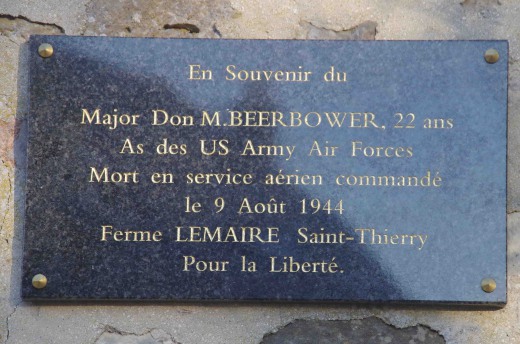 En Souvenir du
Major Don M.BEERBOWER, 22 ans
As des US Army Air Forces
Mort en service aérien commandé
le 9 Août 1944
Ferme LEMAIRE Saint-Thierry
Pour la Liberté.